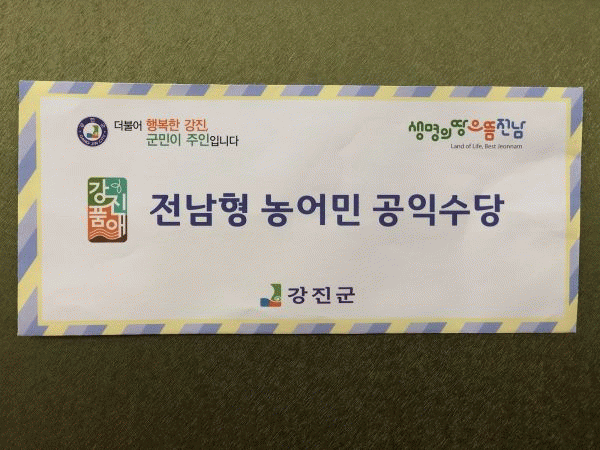 더불어 행복한 강진,
군민이 주인입니다
생명의땅 으뜸전남
Land of Life, Best Jeonnam
강진
품애
전남형 농어민 공익수당
강진군